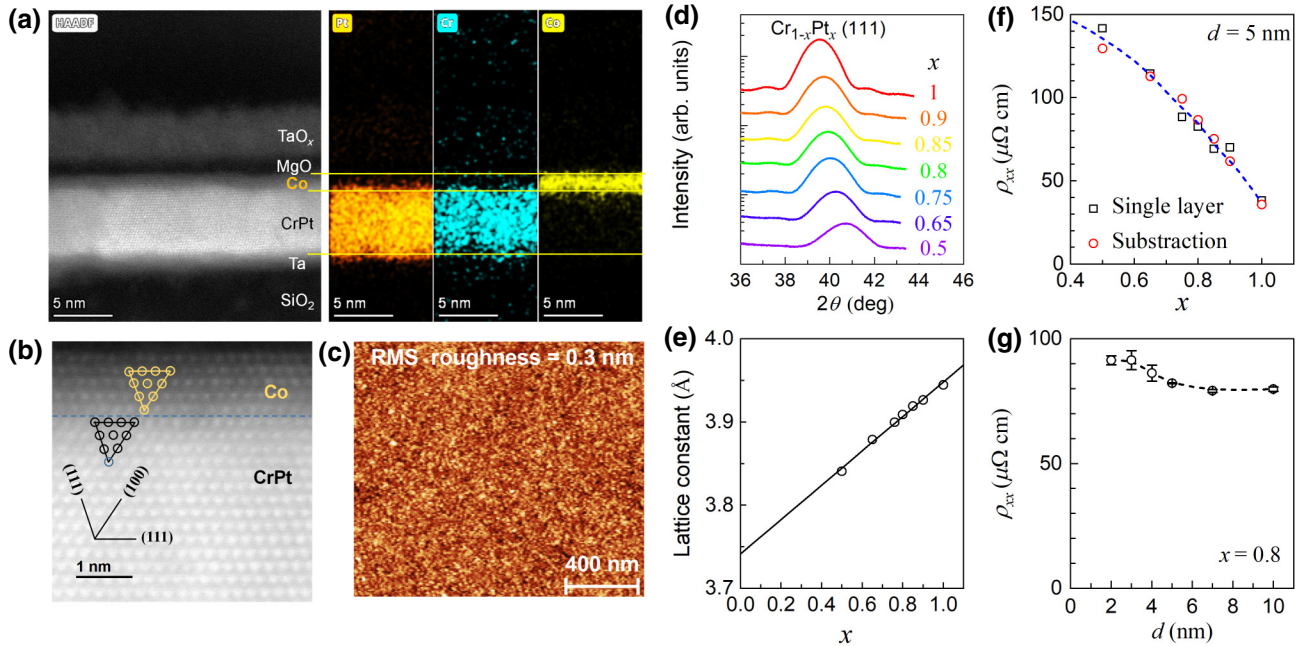 (a)
HAADF
TaOx
MgO
Co
CrPt
Ta
SiO2
5 nm
Pt
Cr
Co
5 nm
5 nm
5 nm
(b)
Co
CrPt
(111)
(100)
(111)
1 nm
(c)
RMS roughness = 0.3 nm
400 nm
(d)
Cr1-xPtx (111)
x
1
0.9
0.85
0.8
0.75
0.65
0.5
Intensity (arb. units)
36 38 40 42 44 46
2θ (deg)
(e)
4.0
3.9
3.8
3.7
Lattice constant (Å)
0.0 0.2 0.4 0.6 0.8 1.0
x
(f)
d = 5 nm
150
100
50
0
ρxx (μΩ cm)
Single layer
Substraction
0.4 0.6 0.8 1.0
x
(g)
100
50
0
ρxx (μΩ cm)
x = 0.8
0 2 4 6 8 10
d (nm)